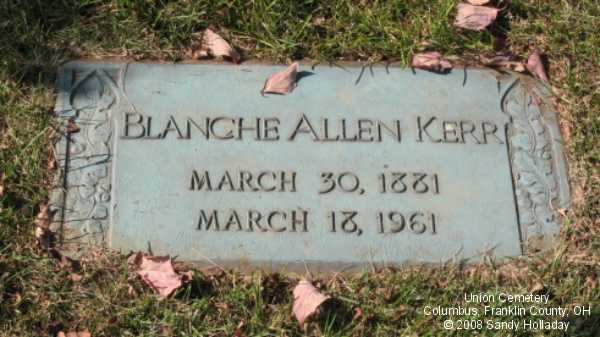 BLANCHE ALLEN KERR
MARCH 30, 1881
MARCH 18, 1961
Union Cemetery
Columbus, Franklin County, OH
©2008 Sandy Holladay